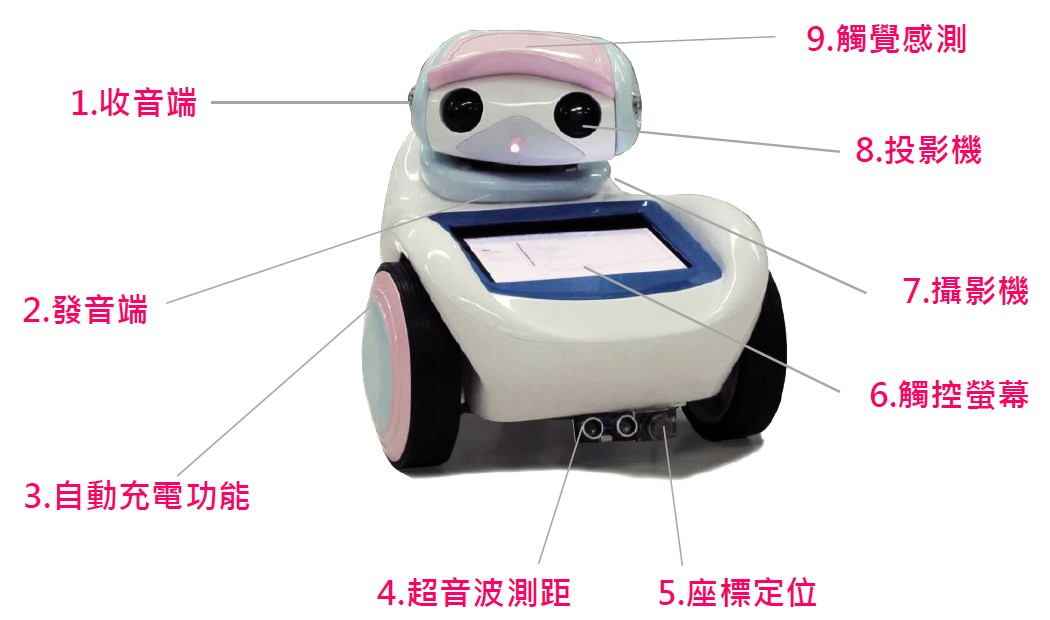 1.收音端
2.發音端
3.自動充電功能
4.超音波測距
5.座標定位
6.觸控螢幕
7.攝影機
8.投影機
9.觸覺感測